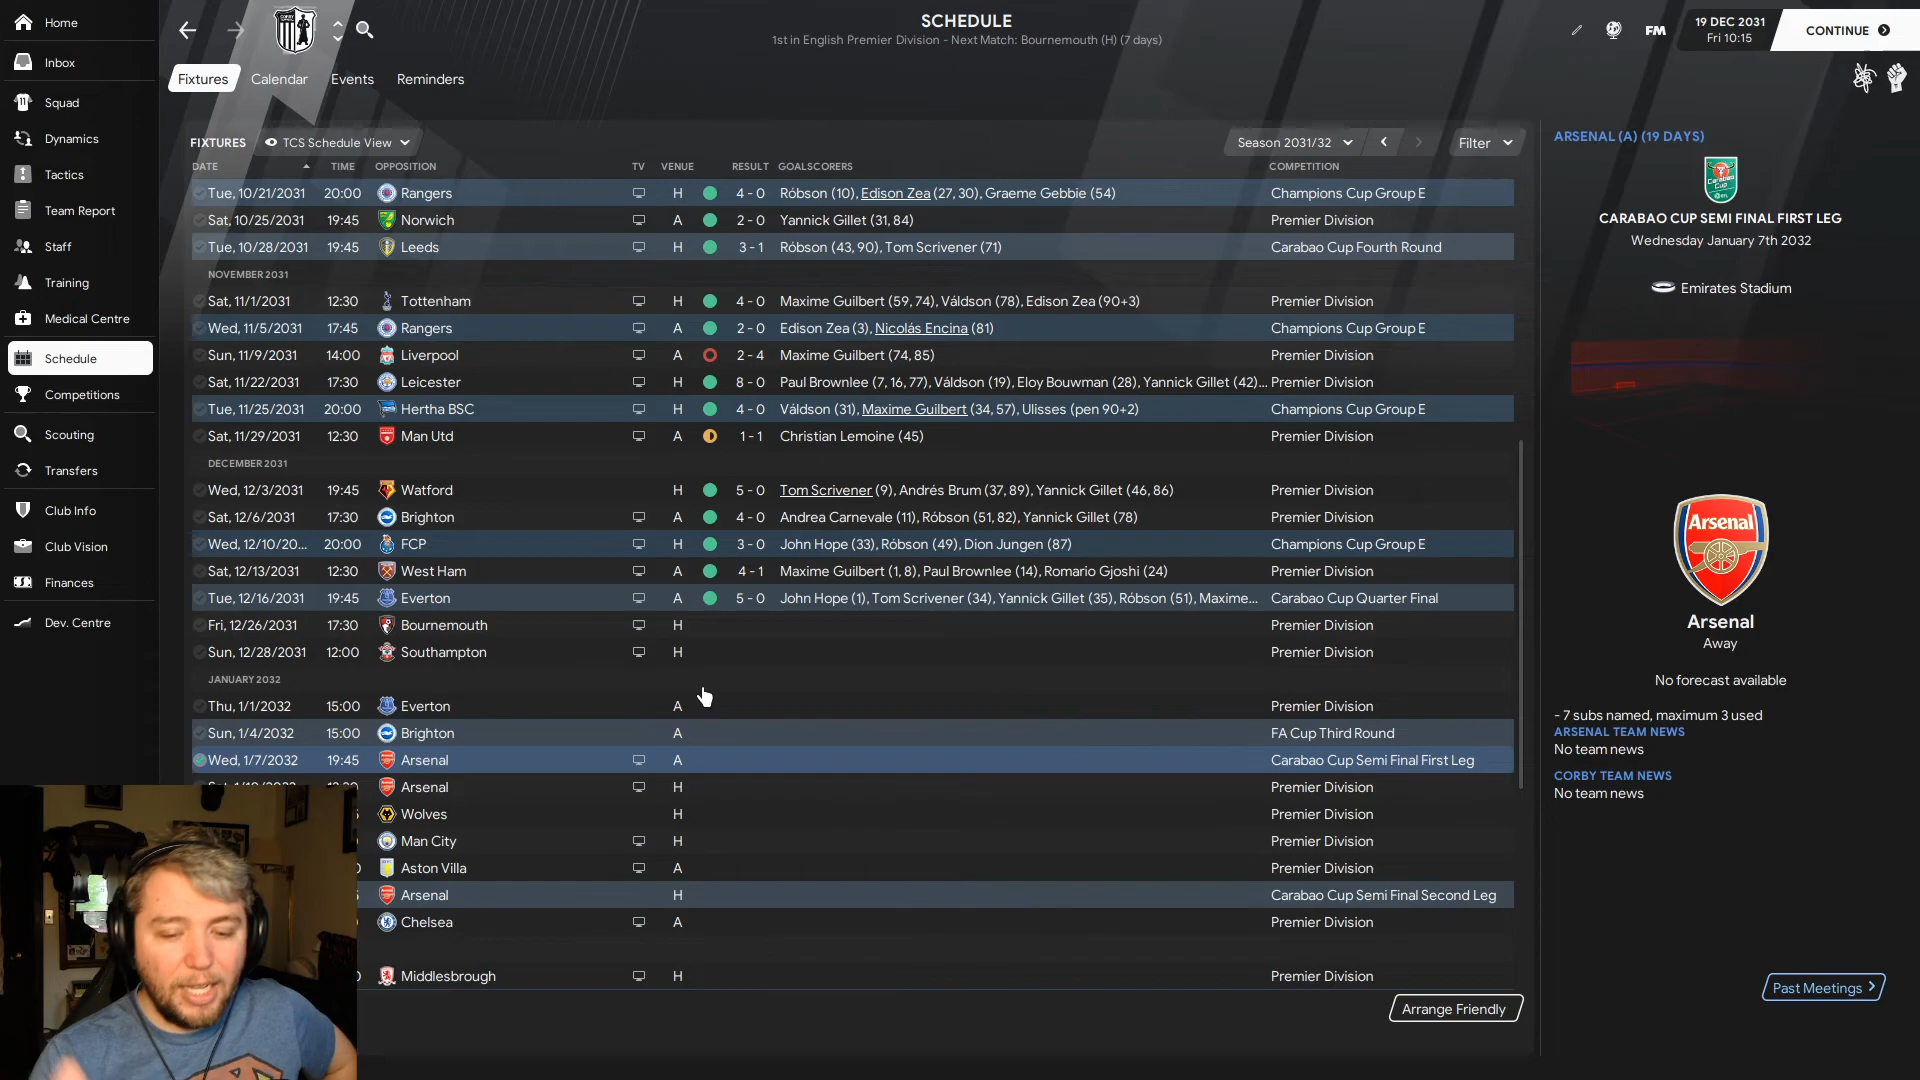 Home
Inbox
Squad
Dynamics
Tactics
Team Report
Staff
Training
Medical Centre
Schedule
Competitions
Scouting
Transfers
Club Info
Club Vision
Finances
Dev. Centre
SCHEDULE
1st in English Premier Division - Next Match: Bournemouth (H) (7 days)
FM
19 DEC 2031
Fri 10:15
CONTINUE
Fixtures Calendar Events Reminders
FIXTURES TCS Schedule View Season 2031/32 Filter
DATE TIME OPPOSITION TV VENUE RESULT GOALSCORERS COMPETITION
Tue, 10/21/2031 20:00 Rangers H 4 - 0 Róbson (10), Edison Zea (27, 30), Graeme Gebbie (54) Champions Cup Group E
Sat, 10/25/2031 19:45 Norwich A 2 - 0 Yannick Gillet (31, 84) Premier Division
Tue, 10/28/2031 19:45 Leeds H 3 - 1 Róbson (43, 90), Tom Scrivener (71) Carabao Cup Fourth Round
NOVEMBER 2031
Sat, 11/1/2031 12:30 Tottenham H 4 - 0 Maxime Guilbert (59, 74), Váldson (78), Edison Zea (90+3) Premier Division
Wed, 11/5/2031 17:45 Rangers A 2 - 0 Edison Zea (3), Nicolás Encina (81) Champions Cup Group E
Sun, 11/9/2031 14:00 Liverpool A 2 - 4 Maxime Guilbert (74, 85) Premier Division
Sat, 11/22/2031 17:30 Leicester H 8 - 0 Paul Brownlee (7, 16, 77), Váldson (19), Eloy Bouwman (28), Yannick Gillet (42)... Premier Division
Tue, 11/25/2031 20:00 Hertha BSC H 4 - 0 Váldson (31), Maxime Guilbert (34, 57), Ulisses (pen 90+2) Champions Cup Group E
Sat, 11/29/2031 12:30 Man Utd A 1 - 1 Christian Lemoine (45) Premier Division
DECEMBER 2031
Wed, 12/3/2031 19:45 Watford H 5 - 0 Tom Scrivener (9), Andrés Brum (37, 89), Yannick Gillet (46, 86) Premier Division
Sat, 12/6/2031 17:30 Brighton A 4 - 0 Andrea Carnevale (11), Róbson (51, 82), Yannick Gillet (78) Premier Division
Wed, 12/10/20... 20:00 FCP H 3 - 0 John Hope (33), Róbson (49), Dion Jungen (87) Champions Cup Group E
Sat, 12/13/2031 12:30 West Ham A 4 - 1 Maxime Guilbert (1, 8), Paul Brownlee (14), Romario Gjoshi (24) Premier Division
Tue, 12/16/2031 19:45 Everton A 5 - 0 John Hope (1), Tom Scrivener (34), Yannick Gillet (35), Róbson (51), Maxime... Carabao Cup Quarter Final
Fri, 12/26/2031 17:30 Bournemouth H Premier Division
Sun, 12/28/2031 12:00 Southampton H Premier Division
JANUARY 2032
Thu, 1/1/2032 15:00 Everton A Premier Division
Sun, 1/4/2032 15:00 Brighton A FA Cup Third Round
Wed, 1/7/2032 19:45 Arsenal A Carabao Cup Semi Final First Leg
Arsenal H Premier Division
Wolves H Premier Division
Man City H Premier Division
Aston Villa A Premier Division
Arsenal H Carabao Cup Semi Final Second Leg
Chelsea A Premier Division
Middlesbrough H Premier Division
Arrange Friendly
ARSENAL (A) (19 DAYS)
Carabao Cup
CARABAO CUP SEMI FINAL FIRST LEG
Wednesday January 7th 2032
Emirates Stadium
Arsenal
Arsenal
Away
No forecast available
- 7 subs named, maximum 3 used
ARSENAL TEAM NEWS
No team news
CORBY TEAM NEWS
No team news
Past Meetings